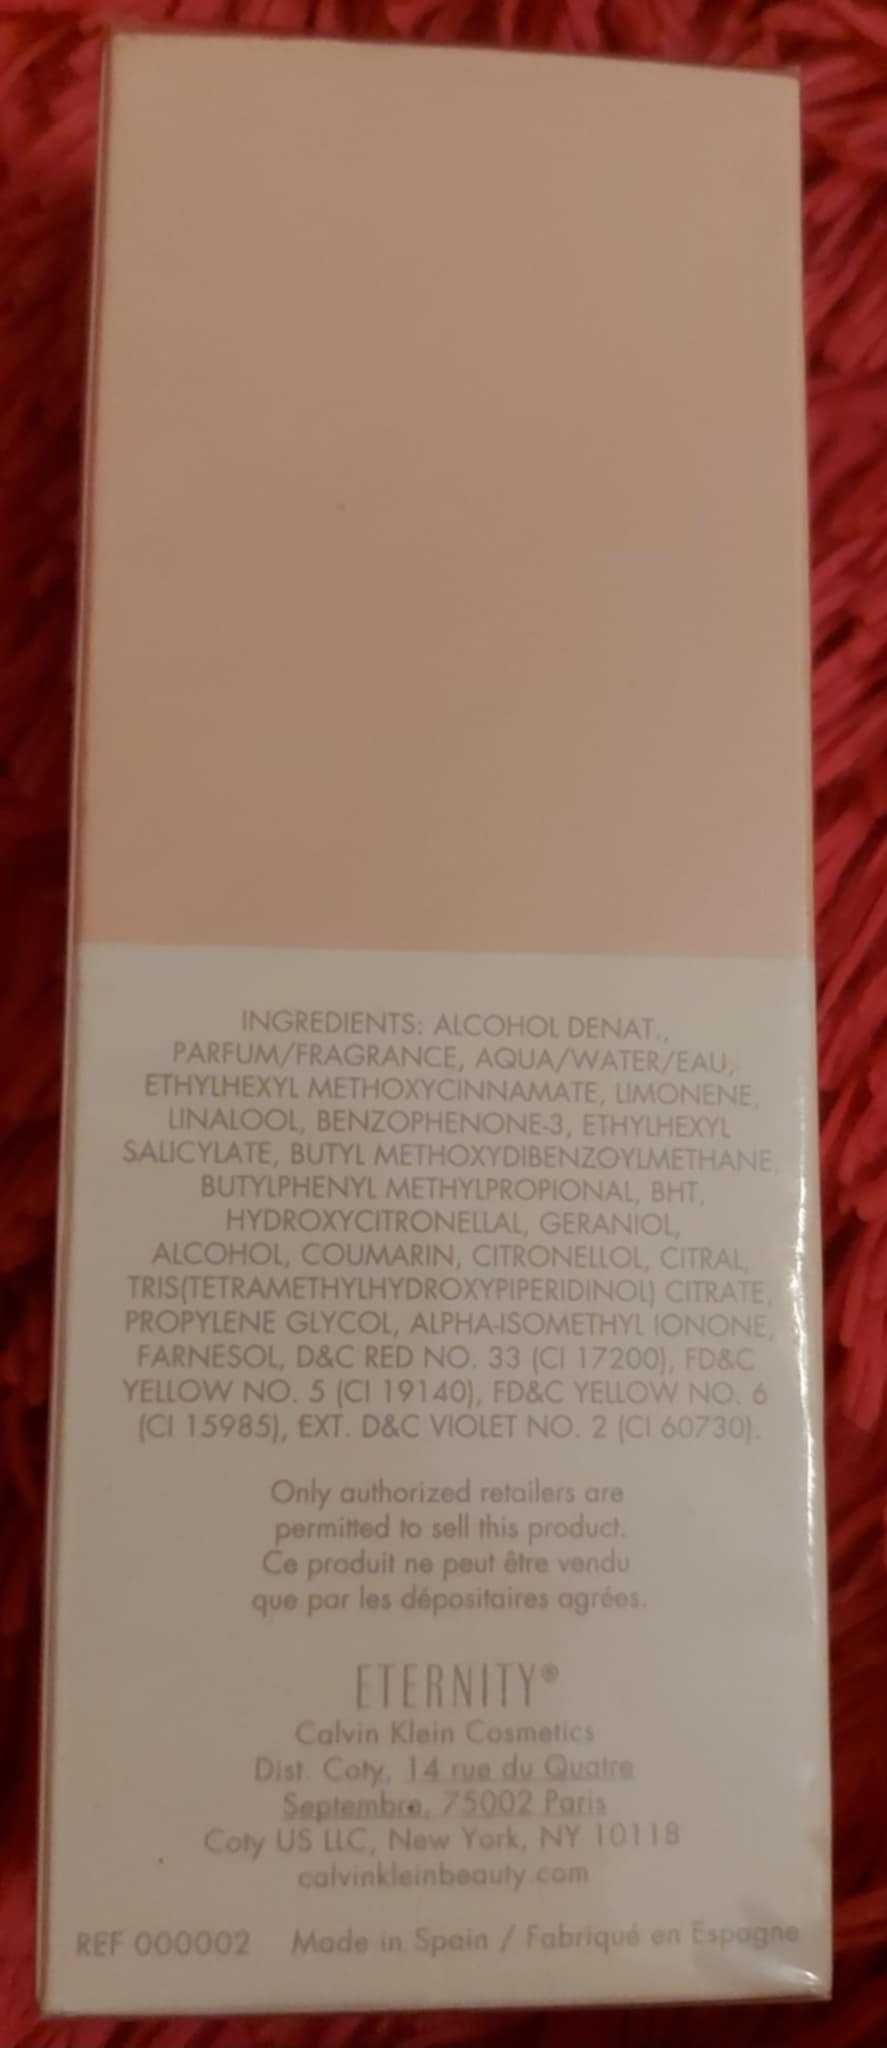 INGREDIENTS: ALCOHOL DENAT.,
PARFUM/FRAGRANCE, AQUA/WATER/EAU,
ETHYLHEXYL METHOXYCINNAMATE, LIMONENE,
LINALOOL, BENZOPHENONE-3, ETHYLHEXYL
SALICYLATE, BUTYL METHOXYDIBENZOYLMETHANE,
BUTYLPHENYL METHYLPROPIONAL, BHT,
HYDROXYCITRONELLAL, GERANIOL,
ALCOHOL, COUMARIN, CITRONELLOL, CITRAL,
TRIS(TETRAMETHYLHYDROXYPIPERIDINOL) CITRATE,
PROPYLENE GLYCOL, ALPHA-ISOMETHYL IONONE,
FARNESOL, D&C RED NO. 33 (CI 17200), FD&C
YELLOW NO. 5 (CI 19140), FD&C YELLOW NO. 6
(CI 15985), EXT. D&C VIOLET NO. 2 (CI 60730).
Only authorized retailers are
permitted to sell this product.
Ce produit ne peut être vendu
que par les dépositaires agréés.
ETERNITY®
Calvin Klein Cosmetics
Dist. Coty, 14 rue du Quatre
Septembre, 75002 Paris
Coty US LLC, New York, NY 10118
calvinkleinbeauty.com
REF 000002 Made in Spain / Fabriqué en Espagne